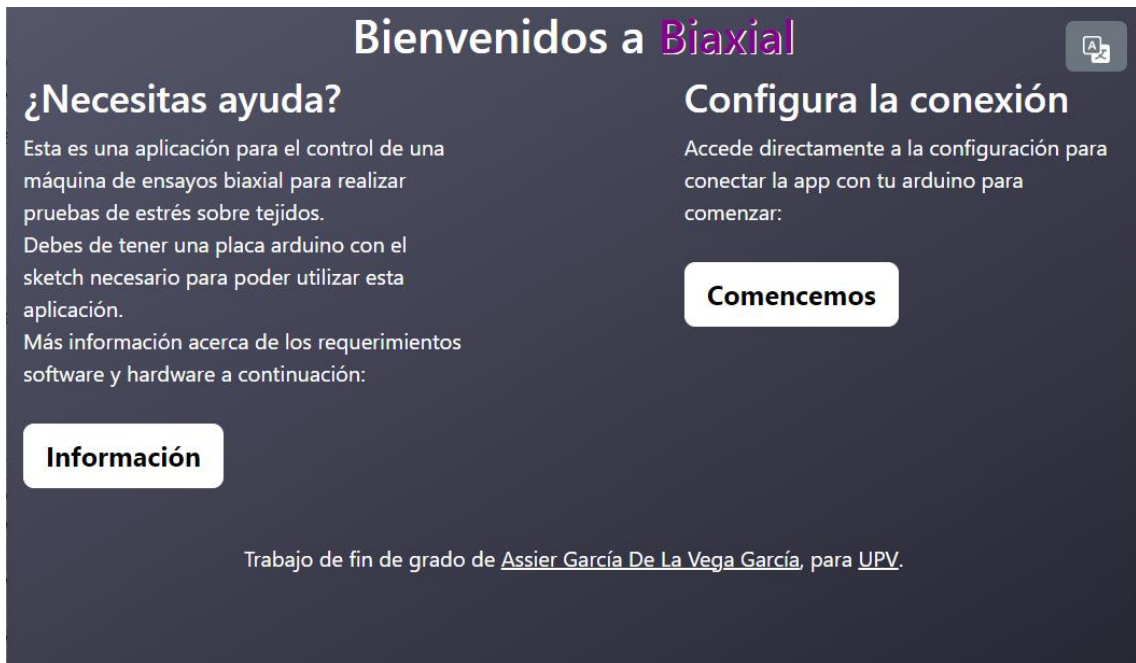 Bienvenidos a Biaxial
¿Necesitas ayuda?
Esta es una aplicación para el control de una
máquina de ensayos biaxial para realizar
pruebas de estrés sobre tejidos.
Debes de tener una placa arduino con el
sketch necesario para poder utilizar esta
aplicación.
Más información acerca de los requerimientos
software y hardware a continuación:
Información
Configura la conexión
Accede directamente a la configuración para
conectar la app con tu arduino para
comenzar:
Comencemos
Trabajo de fin de grado de Assier García De La Vega García, para UPV.